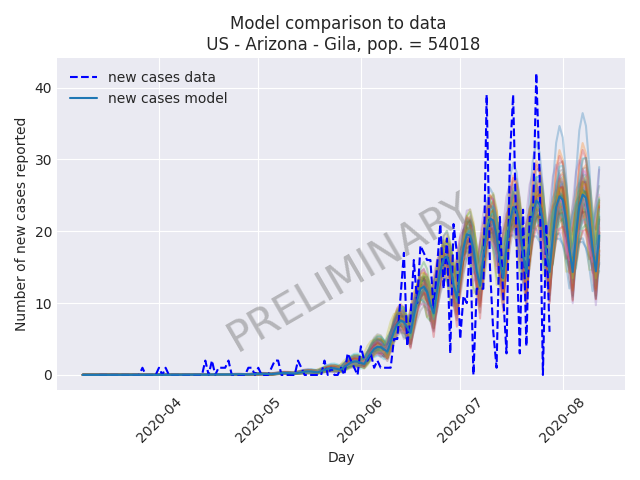 Model comparison to data
US - Arizona - Gila, pop. = 54018
new cases data
new cases model
PRELIMINARY
Number of new cases reported
40
30
20
10
0
2020-04
2020-05
2020-06
2020-07
2020-08
Day